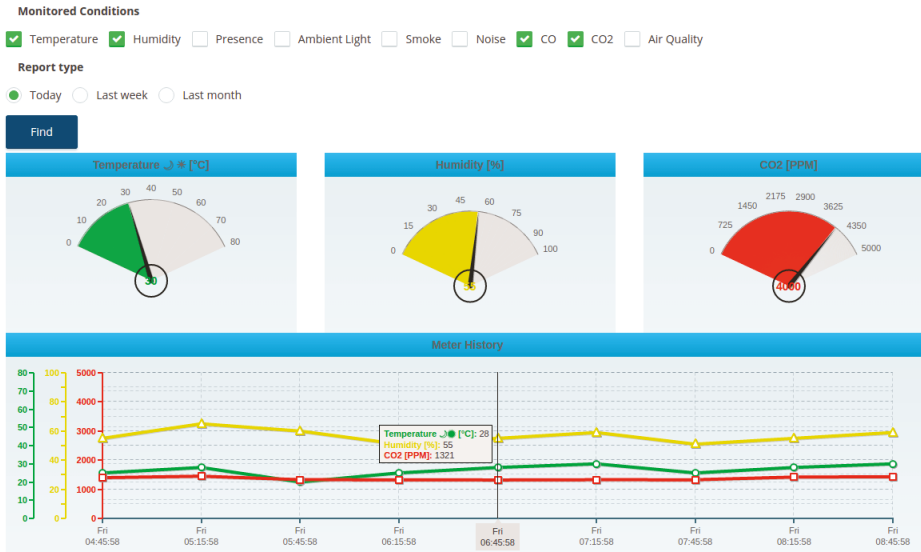 Monitored Conditions
Temperature Humidity Presence Ambient Light Smoke Noise CO CO2 Air Quality
Report type
Today Last week Last month
Find
Temperature [°C] Humidity [%] CO2 [PPM]
0 10 20 30 40 50 60 70 80
30
0 15 30 45 60 75 90 100
55
0 725 1450 2175 2900 3625 4350 5000
4000
Meter History
80 100 5000
70
60 80 4000
50 60 3000
40
30 40 2000
20 20 1000
10
0 0 0
Temperature [°C]: 28
Humidity [%]: 55
CO2 [PPM]: 1321
Fri Fri Fri Fri Fri Fri Fri Fri Fri
04:45:58 05:15:58 05:45:58 06:15:58 06:45:58 07:15:58 07:45:58 08:15:58 08:45:58